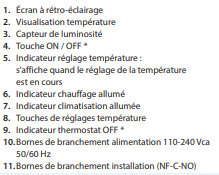 1. Écran à rétro-éclairage
2. Visualisation température
3. Capteur de luminosité
4. Touche ON / OFF *
5. Indicateur réglage température :
s'affiche quand le réglage de la température
est en cours
6. Indicateur chauffage allumé
7. Indicateur climatisation allumée
8. Touches de réglages température
9. Indicateur thermostat OFF *
10. Bornes de branchement alimentation 110-240 Vca
50/60 Hz
11. Bornes de branchement installation (NF-C-NO)